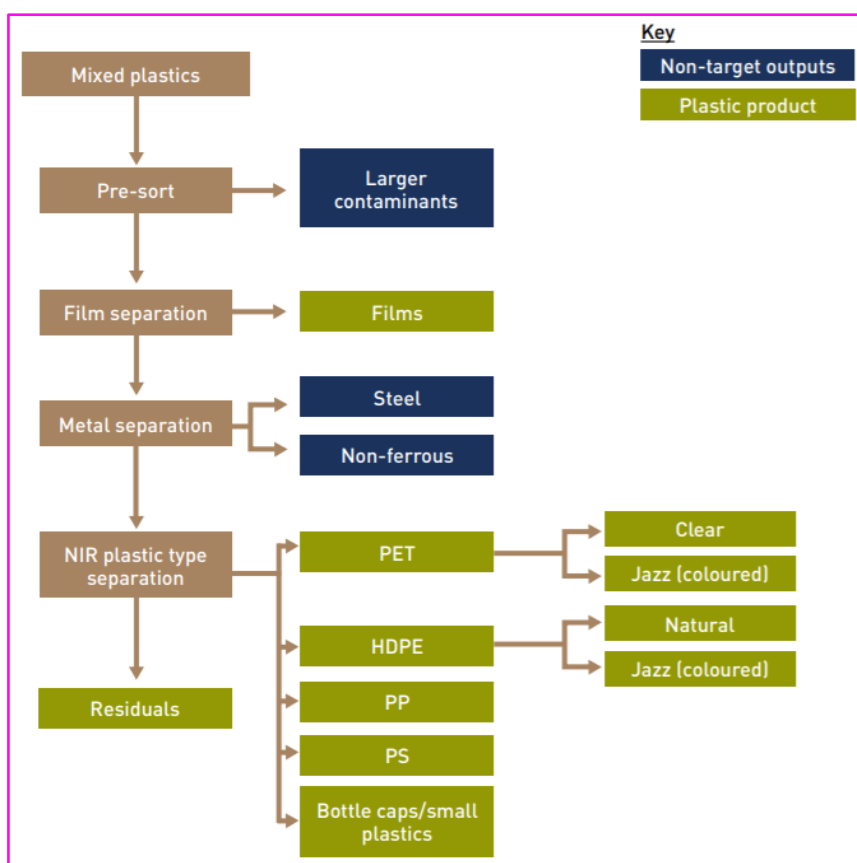 Key
Non-target outputs
Plastic product
Mixed plastics
Pre-sort
Larger
contaminants
Film separation
Films
Metal separation
Steel
Non-ferrous
NIR plastic type
separation
PET
Clear
Jazz (coloured)
HDPE
Natural
Jazz (coloured)
Residuals
PP
PS
Bottle caps/small
plastics